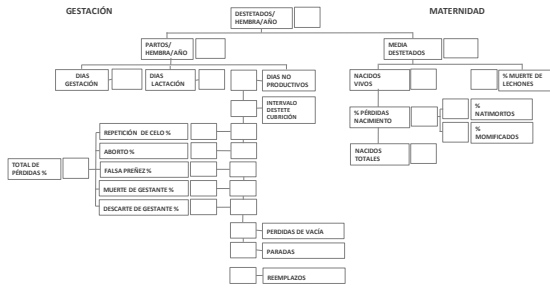 GESTACIÓN
MATERNIDAD
DESTETADOS/
HEMBRA/AÑO
PARTOS/
HEMBRA/AÑO
MEDIA
DESTETADOS
DIAS
GESTACIÓN
DIAS
LACTACIÓN
DIAS NO
PRODUCTIVOS
NACIDOS
VIVOS
% MUERTE DE
LECHONES
INTERVALO
DESTETE
CUBRICIÓN
% PÉRDIDAS
NACIMIENTO
%
NATIMORTOS
%
MOMIFICADOS
NACIDOS
TOTALES
TOTAL DE
PÉRDIDAS %
REPETICIÓN DE CELO %
ABORTO %
FALSA PREÑEZ %
MUERTE DE GESTANTE %
DESCARTE DE GESTANTE %
PERDIDAS DE VACÍA
PARADAS
REEMPLAZOS